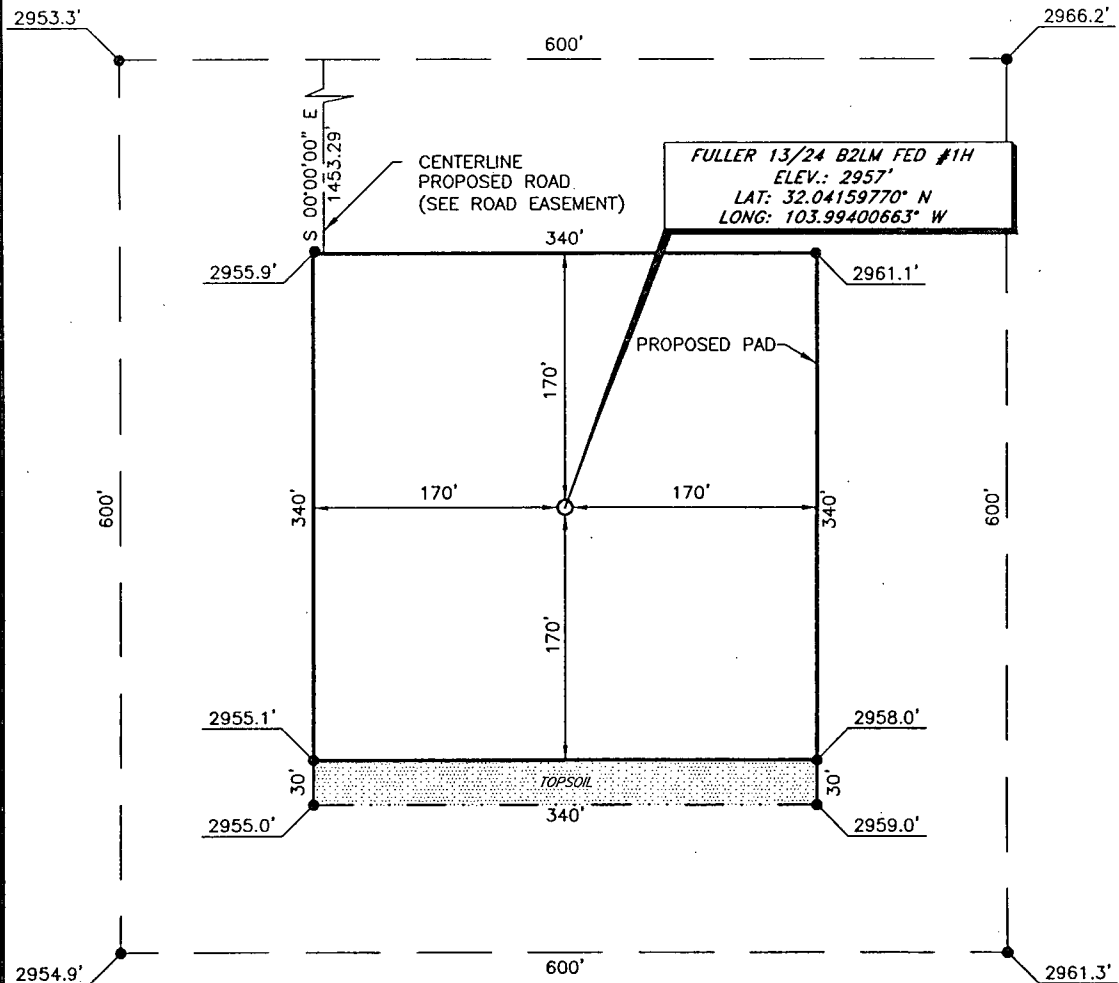 2953.3'
2966.2'
600'
S 00°00'00" E
1453.29'
CENTERLINE
PROPOSED ROAD.
(SEE ROAD EASEMENT)
FULLER 13/24 B2LM FED #1H
ELEV.: 2957'
LAT: 32.04159770° N
LONG: 103.99400663° W
340'
2955.9'
2961.1'
PROPOSED PAD
170'
600'
340'
170'
170'
340'
600'
170'
2955.1'
2958.0'
30'
TOPSOIL
30'
340'
2955.0'
2959.0'
2954.9'
600'
2961.3'